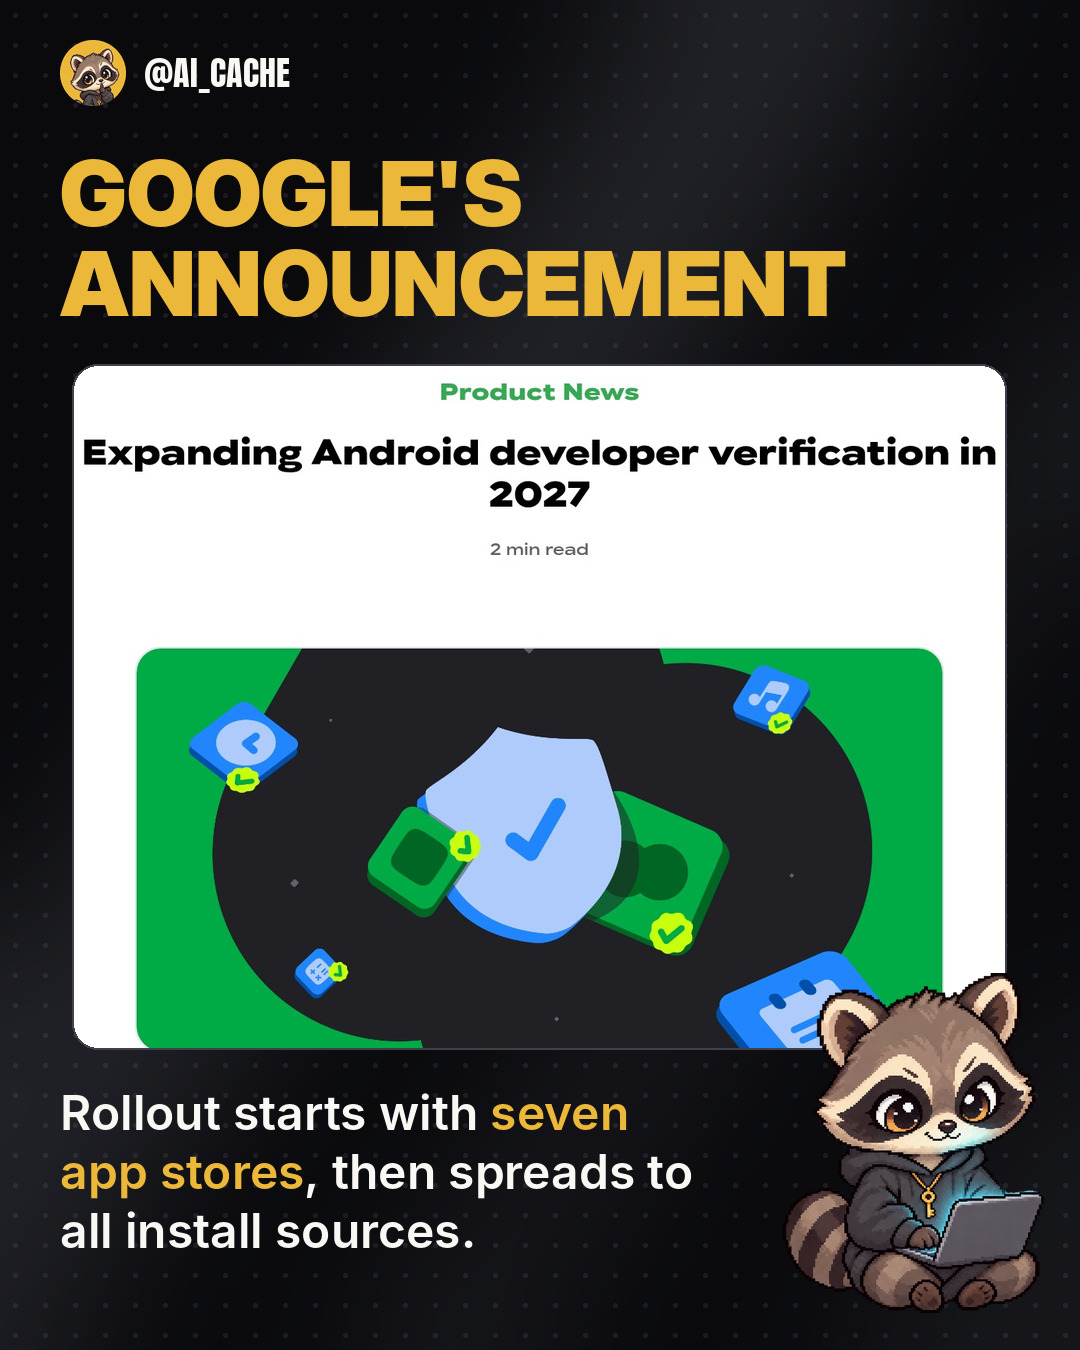 @AI_CACHE
GOOGLE'S
ANNOUNCEMENT
Product News
Expanding Android developer verification in
2027
2 min read
Rollout starts with seven
app stores, then spreads to
all install sources.